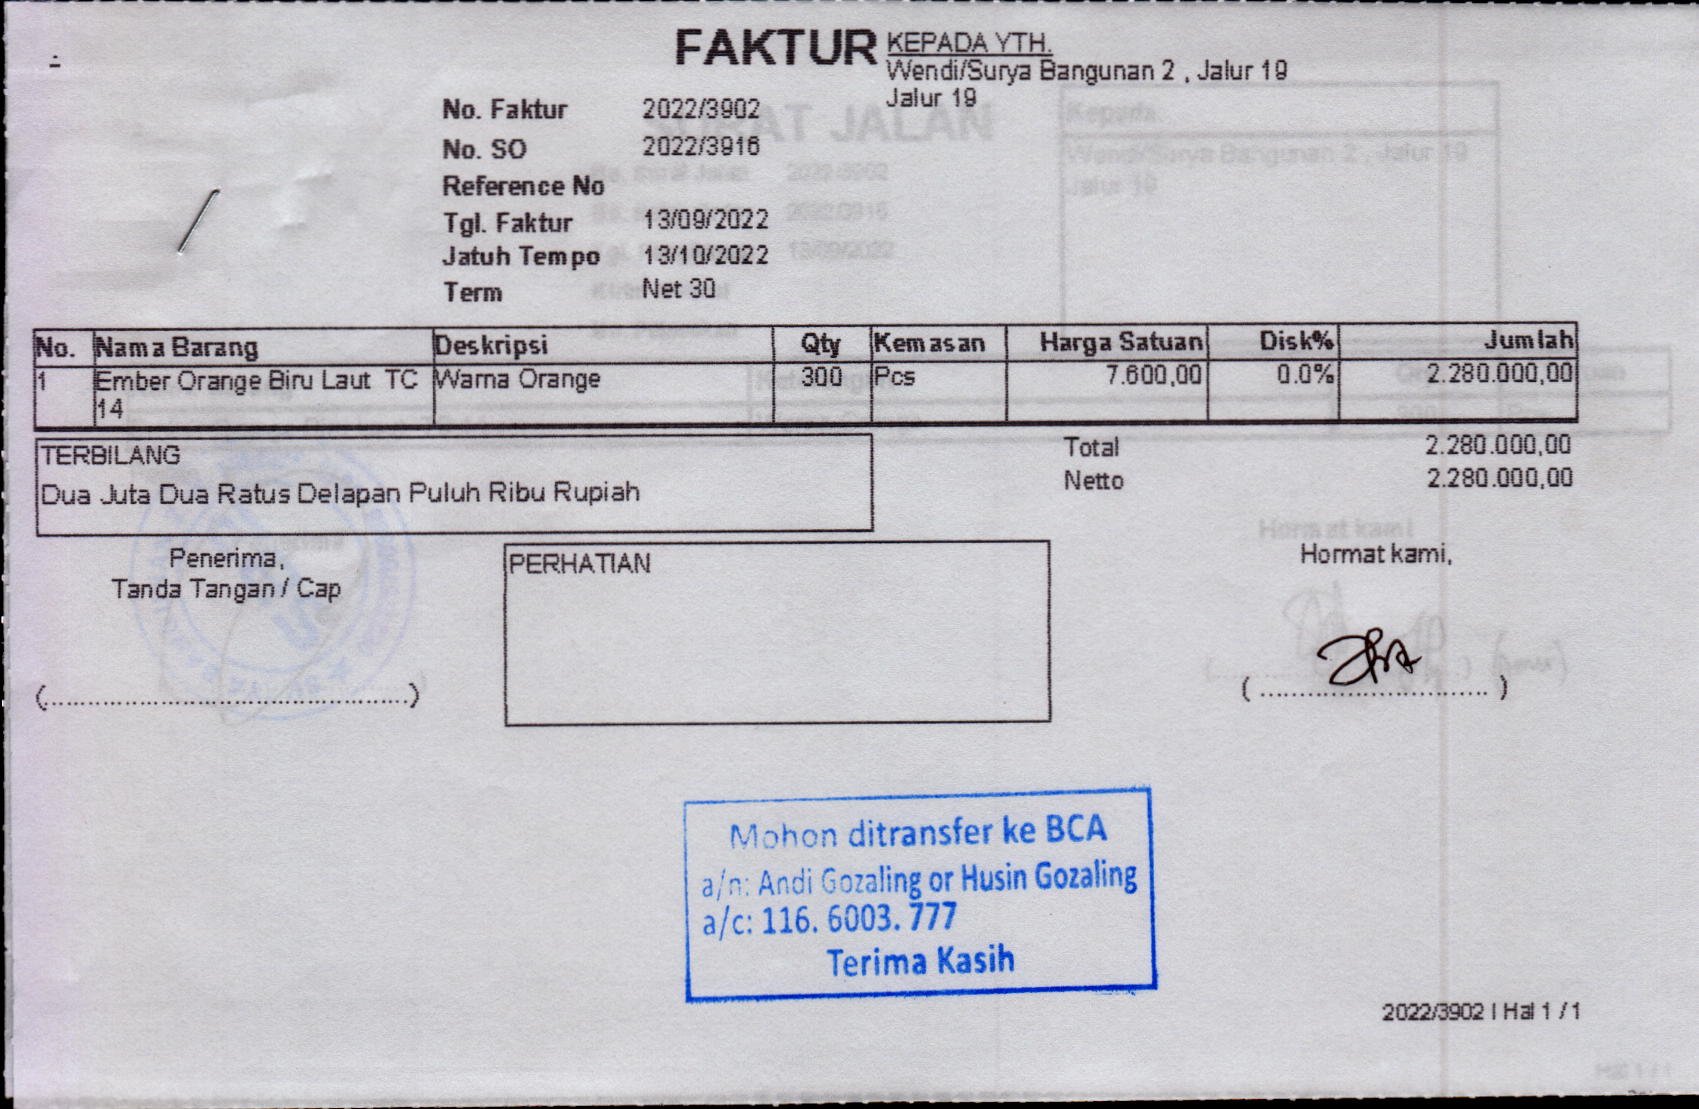 FAKTUR
KEPADA YTH.
Wendi/Surya Bangunan 2 , Jalur 19
Jalur 19
No. Faktur 2022/3902
No. SO 2022/3916
Reference No
Tgl. Faktur 13/09/2022
Jatuh Tempo 13/10/2022
Term Net 30
No. Nama Barang Deskripsi Qty Kemasan Harga Satuan Disk% Jumlah
1 Ember Orange Biru Laut TC Warna Orange 300 Pcs 7.600,00 0.0% 2.280.000,00
14
TERBILANG
Dua Juta Dua Ratus Delapan Puluh Ribu Rupiah
Total 2.280.000,00
Netto 2.280.000,00
Penerima,
Tanda Tangan / Cap
(..................................................)
PERHATIAN
Hormat kami,
( ................................ )
Mohon ditransfer ke BCA
a/n: Andi Gozaling or Husin Gozaling
a/c: 116. 6003. 777
Terima Kasih
2022/3902 | Hal 1 / 1